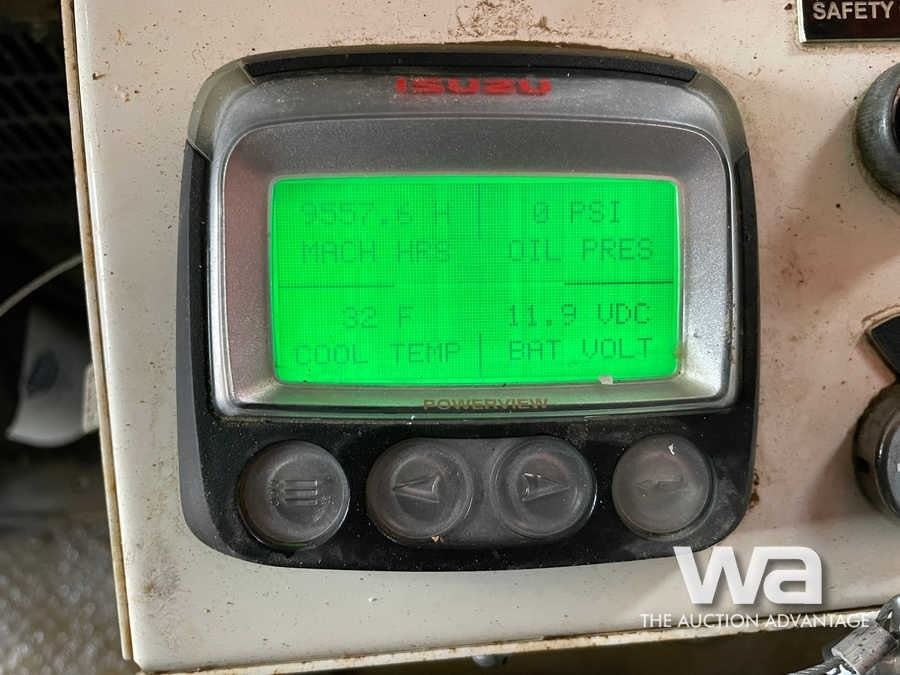 SAFETY
ISUZU
9557.6 H
0 PSI
MACH HRS
OIL PRES
32 F
11.9 VDC
COOL TEMP
BAT VOLT
POWERVIEW
wa
THE AUCTION ADVANTAGE